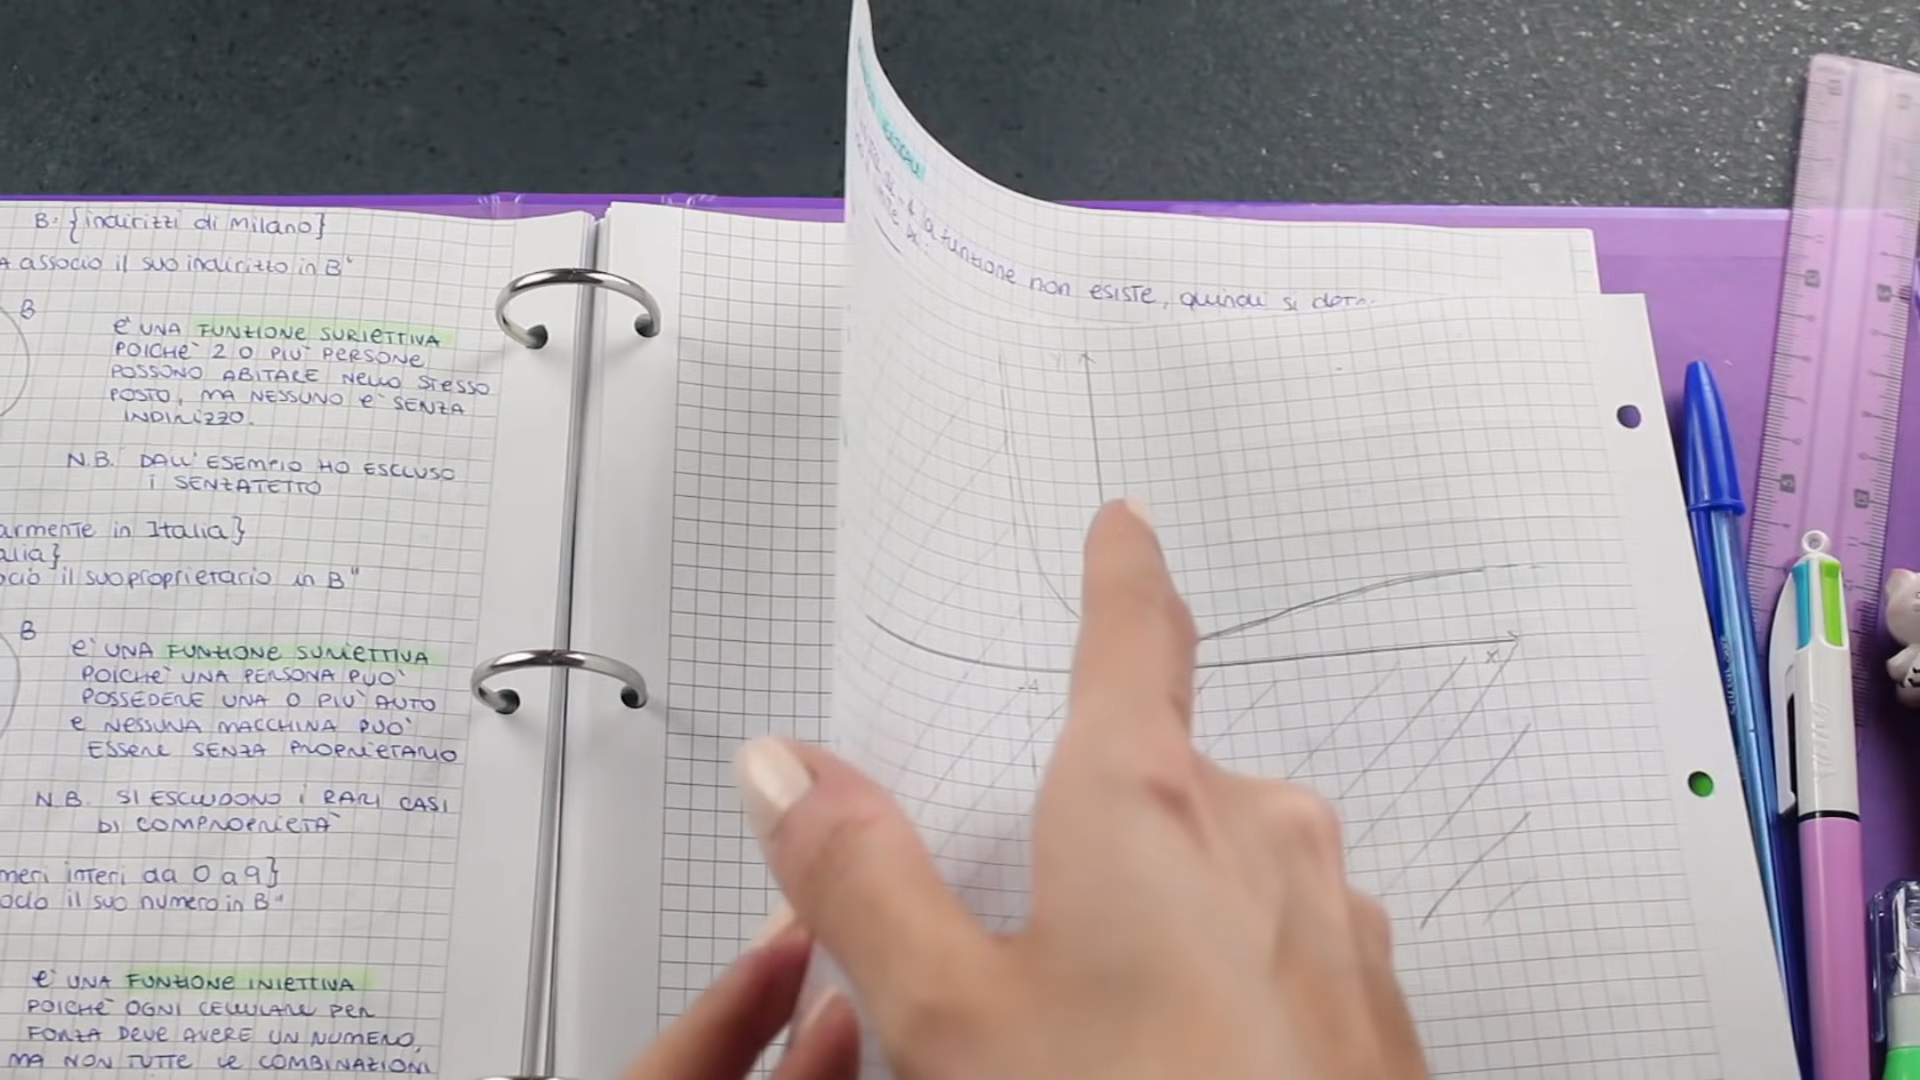 B: {indirizzi di Milano}
A associo il suo indirizzo in B"
B
E' UNA FUNZIONE SURIETTIVA
POICHE' 2 O PIU' PERSONE
POSSONO ABITARE NELLO STESSO
POSTO, MA NESSUNO E' SENZA
INDIRIZZO.
N.B. DALL'ESEMPIO HO ESCLUSO
I SENZATETTO
armente in Italia}
alia}
ocio il suo proprietario in B"
B
E' UNA FUNZIONE SURIETTIVA
POICHE' UNA PERSONA PUO'
POSSEDERE UNA O PIU' AUTO
E NESSUNA MACCHINA PUO'
ESSERE SENZA PROPRIETARIO
N.B. SI ESCLUDONO I RARI CASI
DI COMPROPRIETA'
meri interi da 0 a 9}
ocio il suo numero in B"
E' UNA FUNZIONE INIETTIVA
POICHE' OGNI CELLULARE PER
FORZA DEVE AVERE UN NUMERO,
MA NON TUTTE LE COMBINAZIONI
-4 la funzione non esiste, quindi si
Y
X
-4